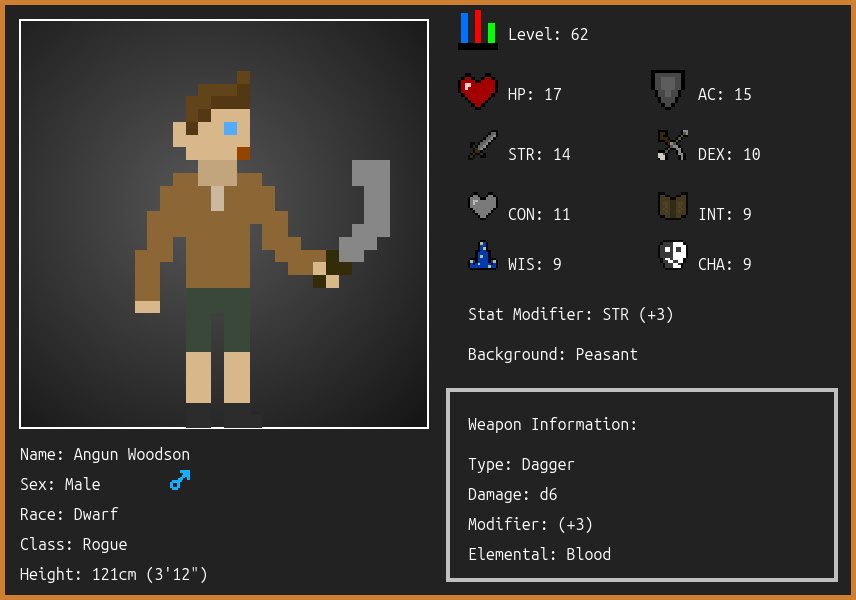 Level: 62
HP: 17
AC: 15
STR: 14
DEX: 10
CON: 11
INT: 9
WIS: 9
CHA: 9
Stat Modifier: STR (+3)
Background: Peasant
Weapon Information:
Type: Dagger
Damage: d6
Modifier: (+3)
Elemental: Blood
Name: Angun Woodson
Sex: Male
Race: Dwarf
Class: Rogue
Height: 121cm (3'12")